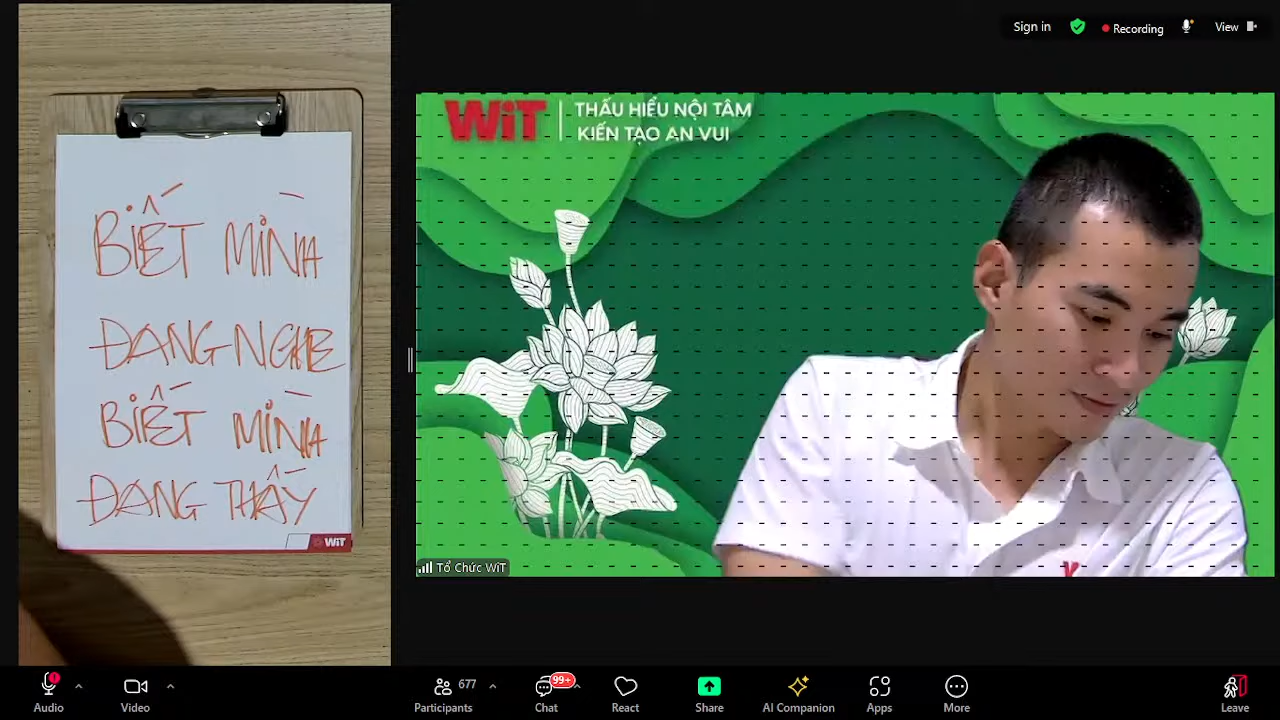 Sign in
Recording
View
WiT
THẤU HIỂU NỘI TÂM
KIẾN TẠO AN VUI
BIẾT MÌNH
ĐANG NGHE
BIẾT MÌNH
ĐANG THẤY
WiT
Tổ Chức WiT
677
99+
Audio
Video
Participants
Chat
React
Share
AI Companion
Apps
More
Leave